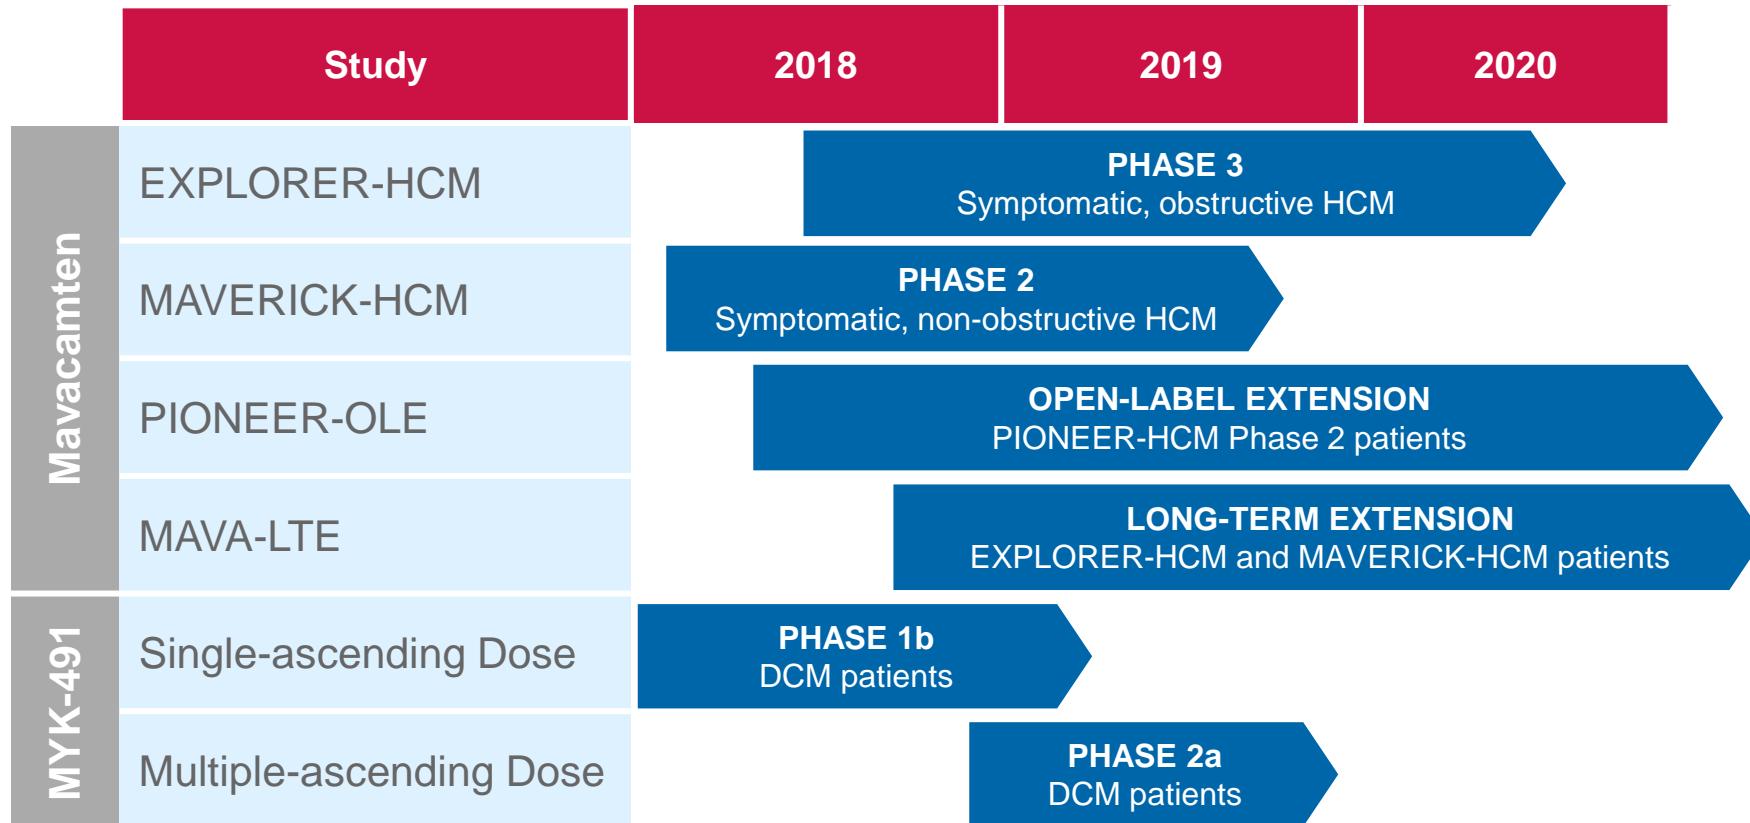 Study
2018
2019
2020
Mavacamten
EXPLORER-HCM
PHASE 3
Symptomatic, obstructive HCM
MAVERICK-HCM
PHASE 2
Symptomatic, non-obstructive HCM
PIONEER-OLE
OPEN-LABEL EXTENSION
PIONEER-HCM Phase 2 patients
MAVA-LTE
LONG-TERM EXTENSION
EXPLORER-HCM and MAVERICK-HCM patients
MYK-491
Single-ascending Dose
PHASE 1b
DCM patients
Multiple-ascending Dose
PHASE 2a
DCM patients